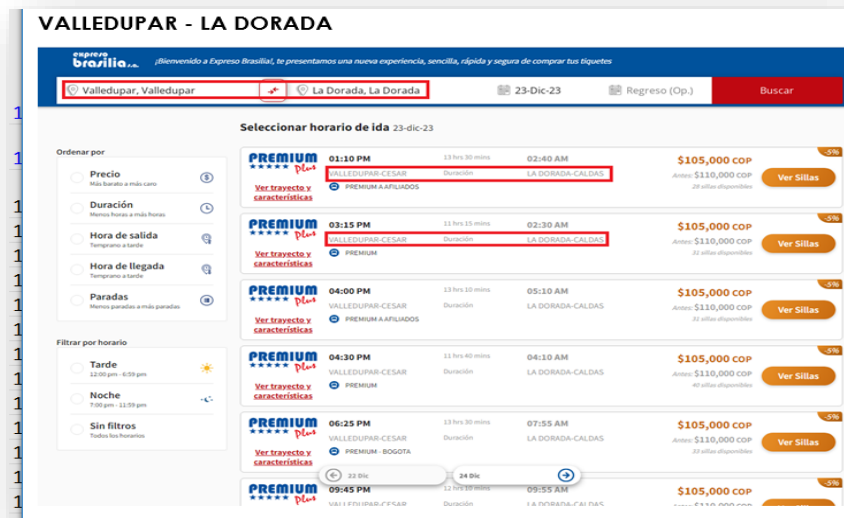 VALLEDUPAR - LA DORADA
expreso brasilia s.a. ¡Bienvenido a Expreso Brasilia!, te presentamos una nueva experiencia, sencilla, rápida y segura de comprar tus tiquetes
Valledupar, Valledupar La Dorada, La Dorada 23-Dic-23 Regreso (Op.) Buscar
Seleccionar horario de ida 23-dic-23
Ordenar por
Precio
Más barato a más caro
Duración
Menos horas a más horas
Hora de salida
Temprano a tarde
Hora de llegada
Temprano a tarde
Paradas
Menos paradas a más paradas
Filtrar por horario
Tarde
12:00 pm - 6:59 pm
Noche
7:00 pm - 11:59 pm
Sin filtros
Todos los horarios
PREMIUM Plus 01:10 PM 13 hrs 30 mins 02:40 AM $105,000 COP -5%
VALLEDUPAR-CESAR Duración LA DORADA-CALDAS Antes: $110,000 COP Ver Sillas
Ver trayecto y características PREMIUM A AFILIADOS 28 sillas disponibles
PREMIUM Plus 03:15 PM 11 hrs 15 mins 02:30 AM $105,000 COP -5%
VALLEDUPAR-CESAR Duración LA DORADA-CALDAS Antes: $110,000 COP Ver Sillas
Ver trayecto y características PREMIUM 32 sillas disponibles
PREMIUM Plus 04:00 PM 13 hrs 10 mins 05:10 AM $105,000 COP -5%
VALLEDUPAR-CESAR Duración LA DORADA-CALDAS Antes: $110,000 COP Ver Sillas
Ver trayecto y características PREMIUM A AFILIADOS 31 sillas disponibles
PREMIUM Plus 04:30 PM 11 hrs 40 mins 04:10 AM $105,000 COP -5%
VALLEDUPAR-CESAR Duración LA DORADA-CALDAS Antes: $110,000 COP Ver Sillas
Ver trayecto y características PREMIUM 40 sillas disponibles
PREMIUM Plus 06:25 PM 13 hrs 30 mins 07:55 AM $105,000 COP -5%
VALLEDUPAR-CESAR Duración LA DORADA-CALDAS Antes: $110,000 COP Ver Sillas
Ver trayecto y características PREMIUM - BOGOTA 33 sillas disponibles
22 Dic 24 Dic
PREMIUM Plus 09:45 PM 12 hrs 10 mins 09:55 AM $105,000 COP -5%
VALLEDUPAR-CESAR Duración LA DORADA-CALDAS